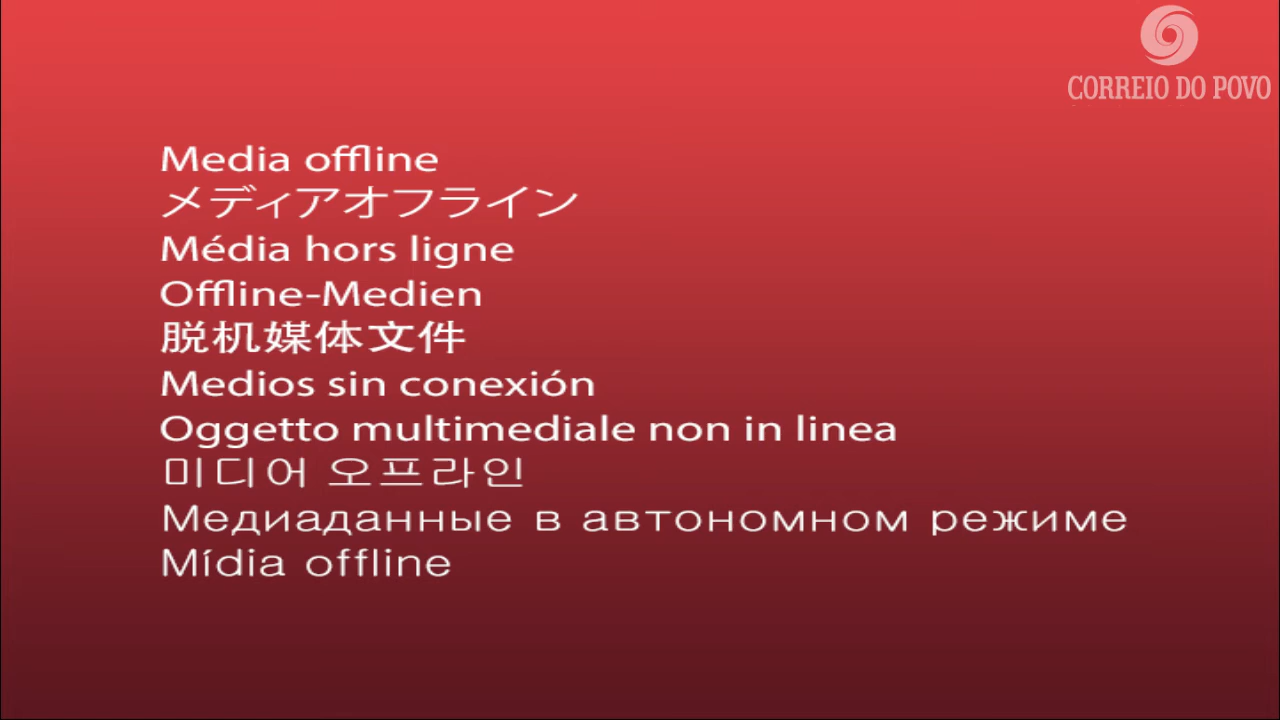 CORREIO DO POVO
Media offline
メディアオフライン
Média hors ligne
Offline-Medien
脱机媒体文件
Medios sin conexión
Oggetto multimediale non in linea
미디어 오프라인
Медиаданные в автономном режиме
Mídia offline